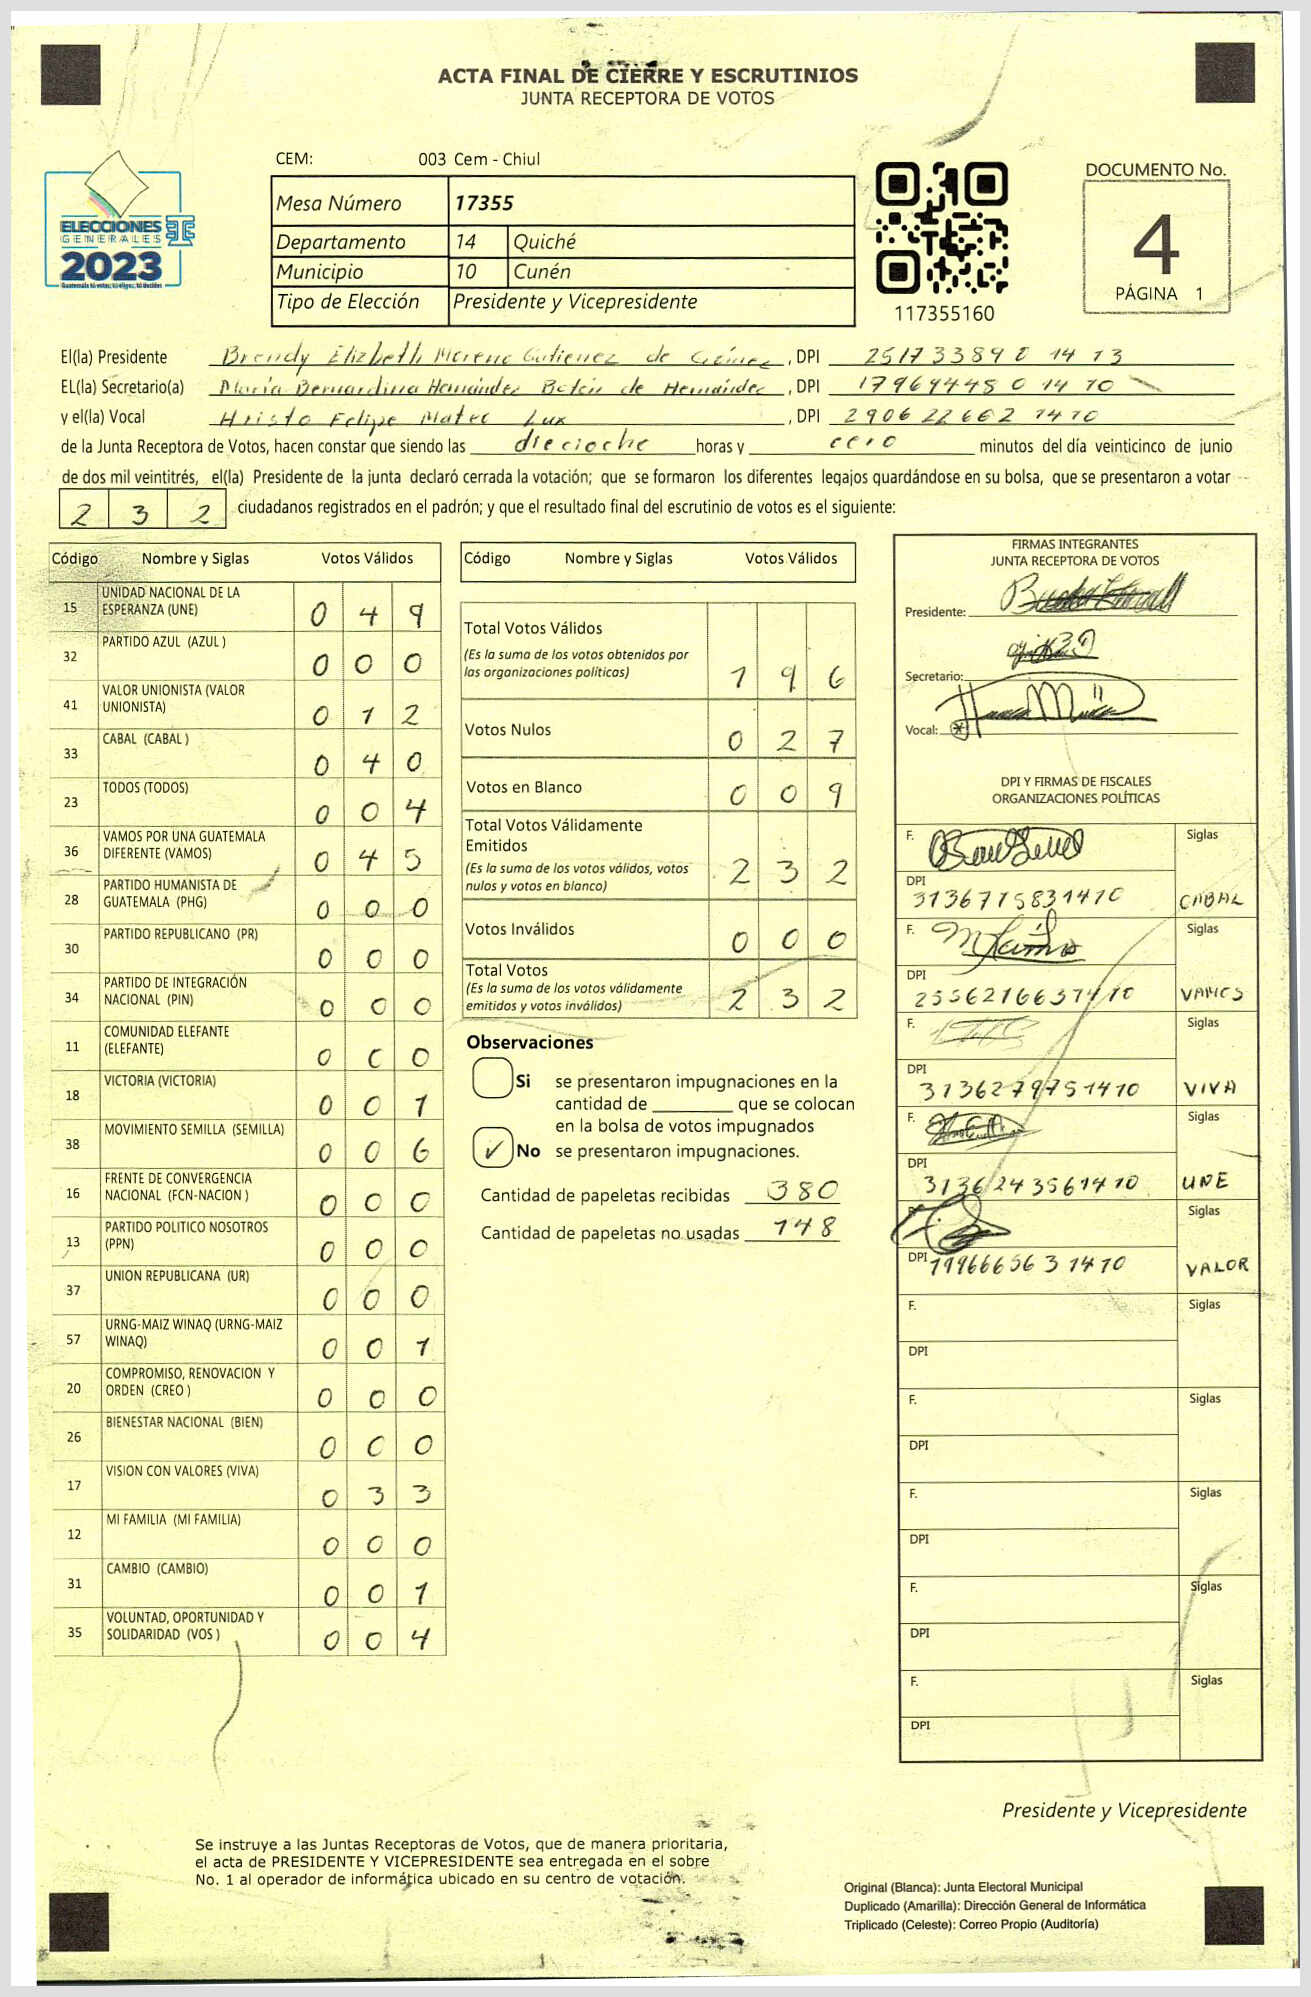 ACTA FINAL DE CIERRE Y ESCRUTINIOS
JUNTA RECEPTORA DE VOTOS
CEM: 003 Cem - Chiul
ELECCIONES
GENERALES
2023
Guatemala tú votas, tú eliges, tú decides
Mesa Número 17355
Departamento 14 Quiché
Municipio 10 Cunén
Tipo de Elección Presidente y Vicepresidente
117355160
DOCUMENTO No.
4
PÁGINA 1
El(la) Presidente Brendy Elizbeth Moreno Gutierrez de Gómez, DPI 2517 33890 14 13
EL(la) Secretario(a) María Bernardina Hernández Botón de Hernández, DPI 17969448 0 14 10
y el(la) Vocal Hristo Felipe Mateo Lux, DPI 290622662 1410
de la Junta Receptora de Votos, hacen constar que siendo las dieciocho horas y cero minutos del día veinticinco de junio
de dos mil veintitrés, el(la) Presidente de la junta declaró cerrada la votación; que se formaron los diferentes legajos guardándose en su bolsa, que se presentaron a votar
2 3 2 ciudadanos registrados en el padrón; y que el resultado final del escrutinio de votos es el siguiente:
Código Nombre y Siglas Votos Válidos
15 UNIDAD NACIONAL DE LA ESPERANZA (UNE) 0 4 9
32 PARTIDO AZUL (AZUL ) 0 0 0
41 VALOR UNIONISTA (VALOR UNIONISTA) 0 1 2
33 CABAL (CABAL ) 0 4 0
23 TODOS (TODOS) 0 0 4
36 VAMOS POR UNA GUATEMALA DIFERENTE (VAMOS) 0 4 5
28 PARTIDO HUMANISTA DE GUATEMALA (PHG) 0 0 0
30 PARTIDO REPUBLICANO (PR) 0 0 0
34 PARTIDO DE INTEGRACIÓN NACIONAL (PIN) 0 0 0
11 COMUNIDAD ELEFANTE (ELEFANTE) 0 0 0
18 VICTORIA (VICTORIA) 0 0 1
38 MOVIMIENTO SEMILLA (SEMILLA) 0 0 6
16 FRENTE DE CONVERGENCIA NACIONAL (FCN-NACION ) 0 0 0
13 PARTIDO POLITICO NOSOTROS (PPN) 0 0 0
37 UNION REPUBLICANA (UR) 0 0 0
57 URNG-MAIZ WINAQ (URNG-MAIZ WINAQ) 0 0 1
20 COMPROMISO, RENOVACION Y ORDEN (CREO ) 0 0 0
26 BIENESTAR NACIONAL (BIEN) 0 0 0
17 VISION CON VALORES (VIVA) 0 3 3
12 MI FAMILIA (MI FAMILIA) 0 0 0
31 CAMBIO (CAMBIO) 0 0 1
35 VOLUNTAD, OPORTUNIDAD Y SOLIDARIDAD (VOS ) 0 0 4
Código Nombre y Siglas Votos Válidos
Total Votos Válidos
(Es la suma de los votos obtenidos por
las organizaciones políticas) 1 9 6
Votos Nulos 0 2 7
Votos en Blanco 0 0 9
Total Votos Válidamente
Emitidos
(Es la suma de los votos válidos, votos
nulos y votos en blanco) 2 3 2
Votos Inválidos 0 0 0
Total Votos
(Es la suma de los votos válidamente
emitidos y votos inválidos) 2 3 2
Observaciones
Si se presentaron impugnaciones en la
cantidad de ________ que se colocan
en la bolsa de votos impugnados
✓ No se presentaron impugnaciones.
Cantidad de papeletas recibidas 380
Cantidad de papeletas no usadas 148
FIRMAS INTEGRANTES
JUNTA RECEPTORA DE VOTOS
Presidente:
Secretario:
Vocal:
DPI Y FIRMAS DE FISCALES
ORGANIZACIONES POLÍTICAS
F. Siglas
DPI 3136715831410 CABAL
F. Siglas
DPI 2556216637410 VAMOS
F. Siglas
DPI 3136279751410 VIVA
F. Siglas
DPI 3136243561410 UNE
F. Siglas
DPI 1996665631410 VALOR
F. Siglas
DPI
F. Siglas
DPI
F. Siglas
DPI
F. Siglas
DPI
F. Siglas
DPI
Presidente y Vicepresidente
Se instruye a las Juntas Receptoras de Votos, que de manera prioritaria,
el acta de PRESIDENTE Y VICEPRESIDENTE sea entregada en el sobre
No. 1 al operador de informática ubicado en su centro de votación.
Original (Blanca): Junta Electoral Municipal
Duplicado (Amarilla): Dirección General de Informática
Triplicado (Celeste): Correo Propio (Auditoría)